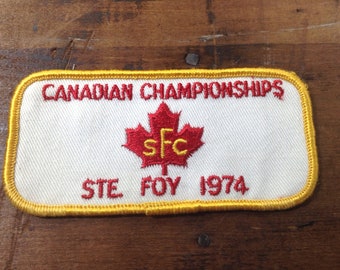 CANADIAN CHAMPIONSHIPS
SFC
STE. FOY 1974